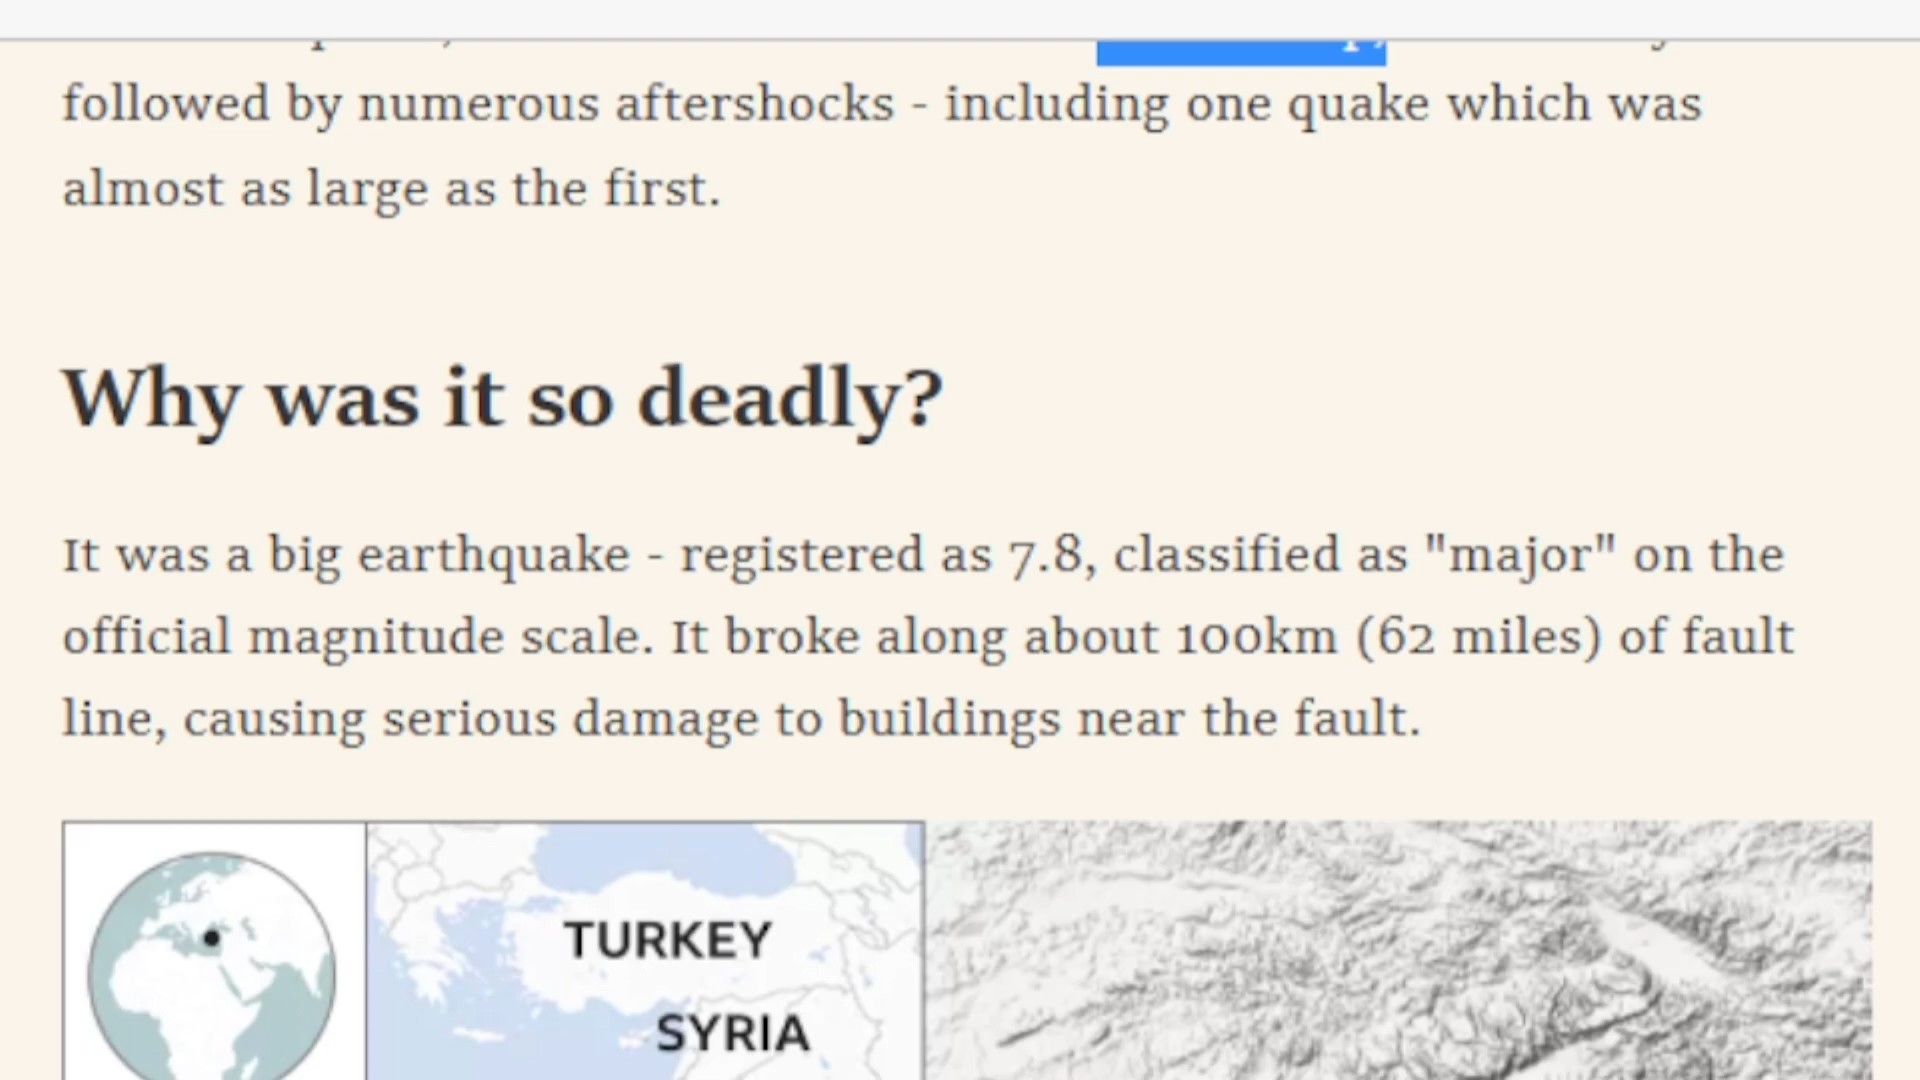 followed by numerous aftershocks - including one quake which was
almost as large as the first.
Why was it so deadly?
It was a big earthquake - registered as 7.8, classified as "major" on the
official magnitude scale. It broke along about 100km (62 miles) of fault
line, causing serious damage to buildings near the fault.
TURKEY
SYRIA